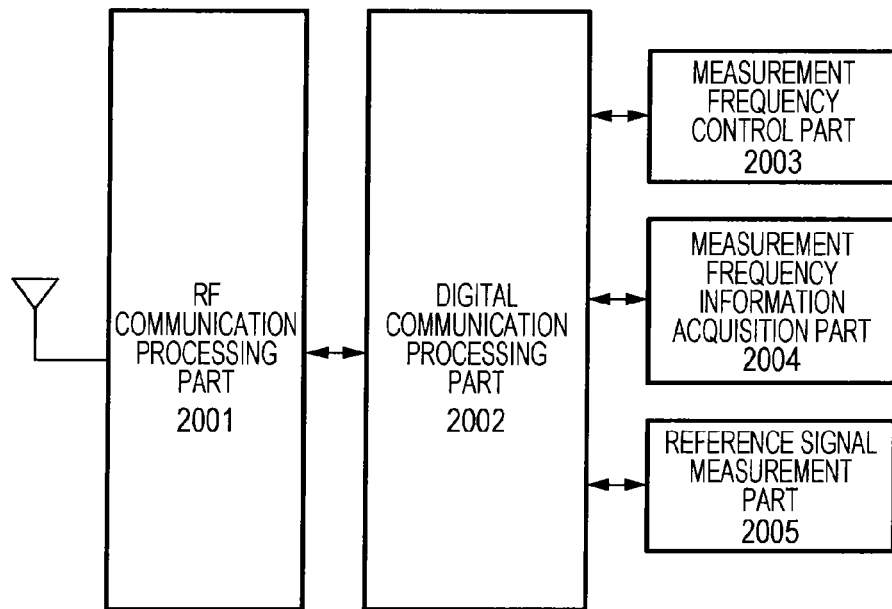 RF
COMMUNICATION
PROCESSING
PART
2001
DIGITAL
COMMUNICATION
PROCESSING
PART
2002
MEASUREMENT
FREQUENCY
CONTROL PART
2003
MEASUREMENT
FREQUENCY
INFORMATION
ACQUISITION PART
2004
REFERENCE SIGNAL
MEASUREMENT
PART
2005